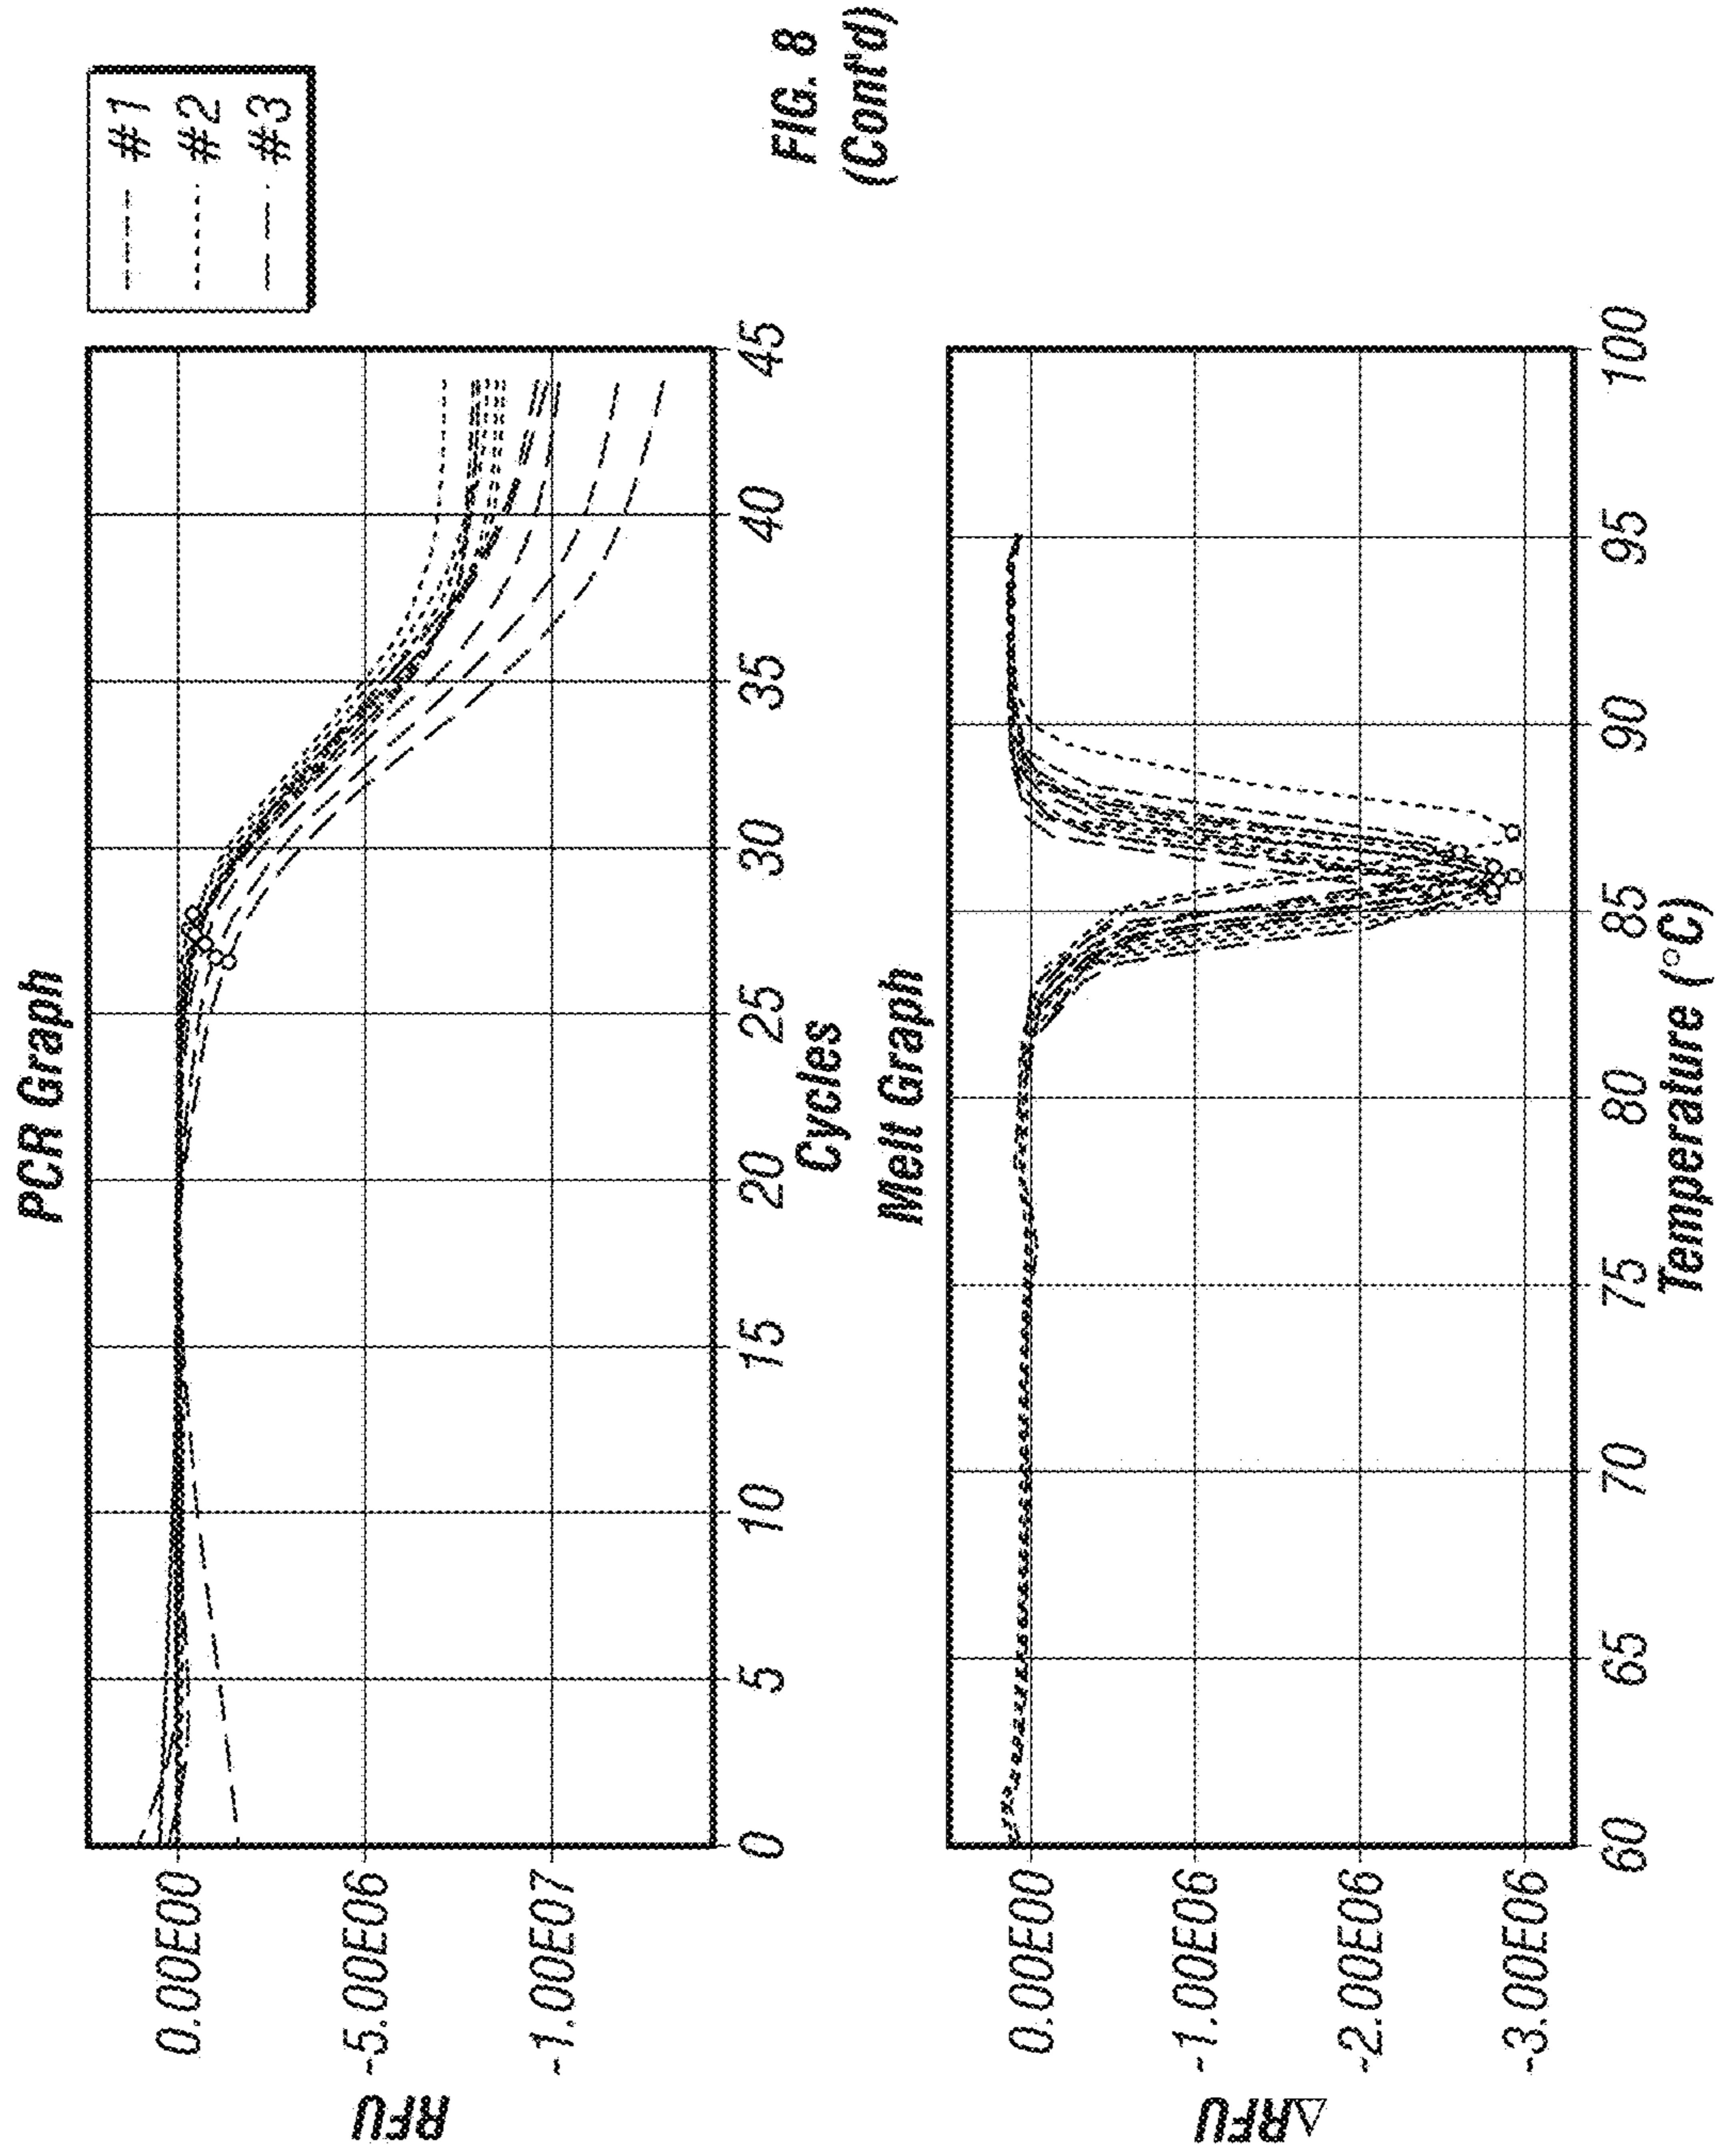 PCR Graph
RFU
0.00E00
-5.00E06
-1.00E07
0 5 10 15 20 25 30 35 40 45
Cycles
#1
#2
#3
Melt Graph
△RFU
0.00E00
-1.00E06
-2.00E06
-3.00E06
60 65 70 75 80 85 90 95 100
Temperature (°C)
FIG. 8
(Cont'd)